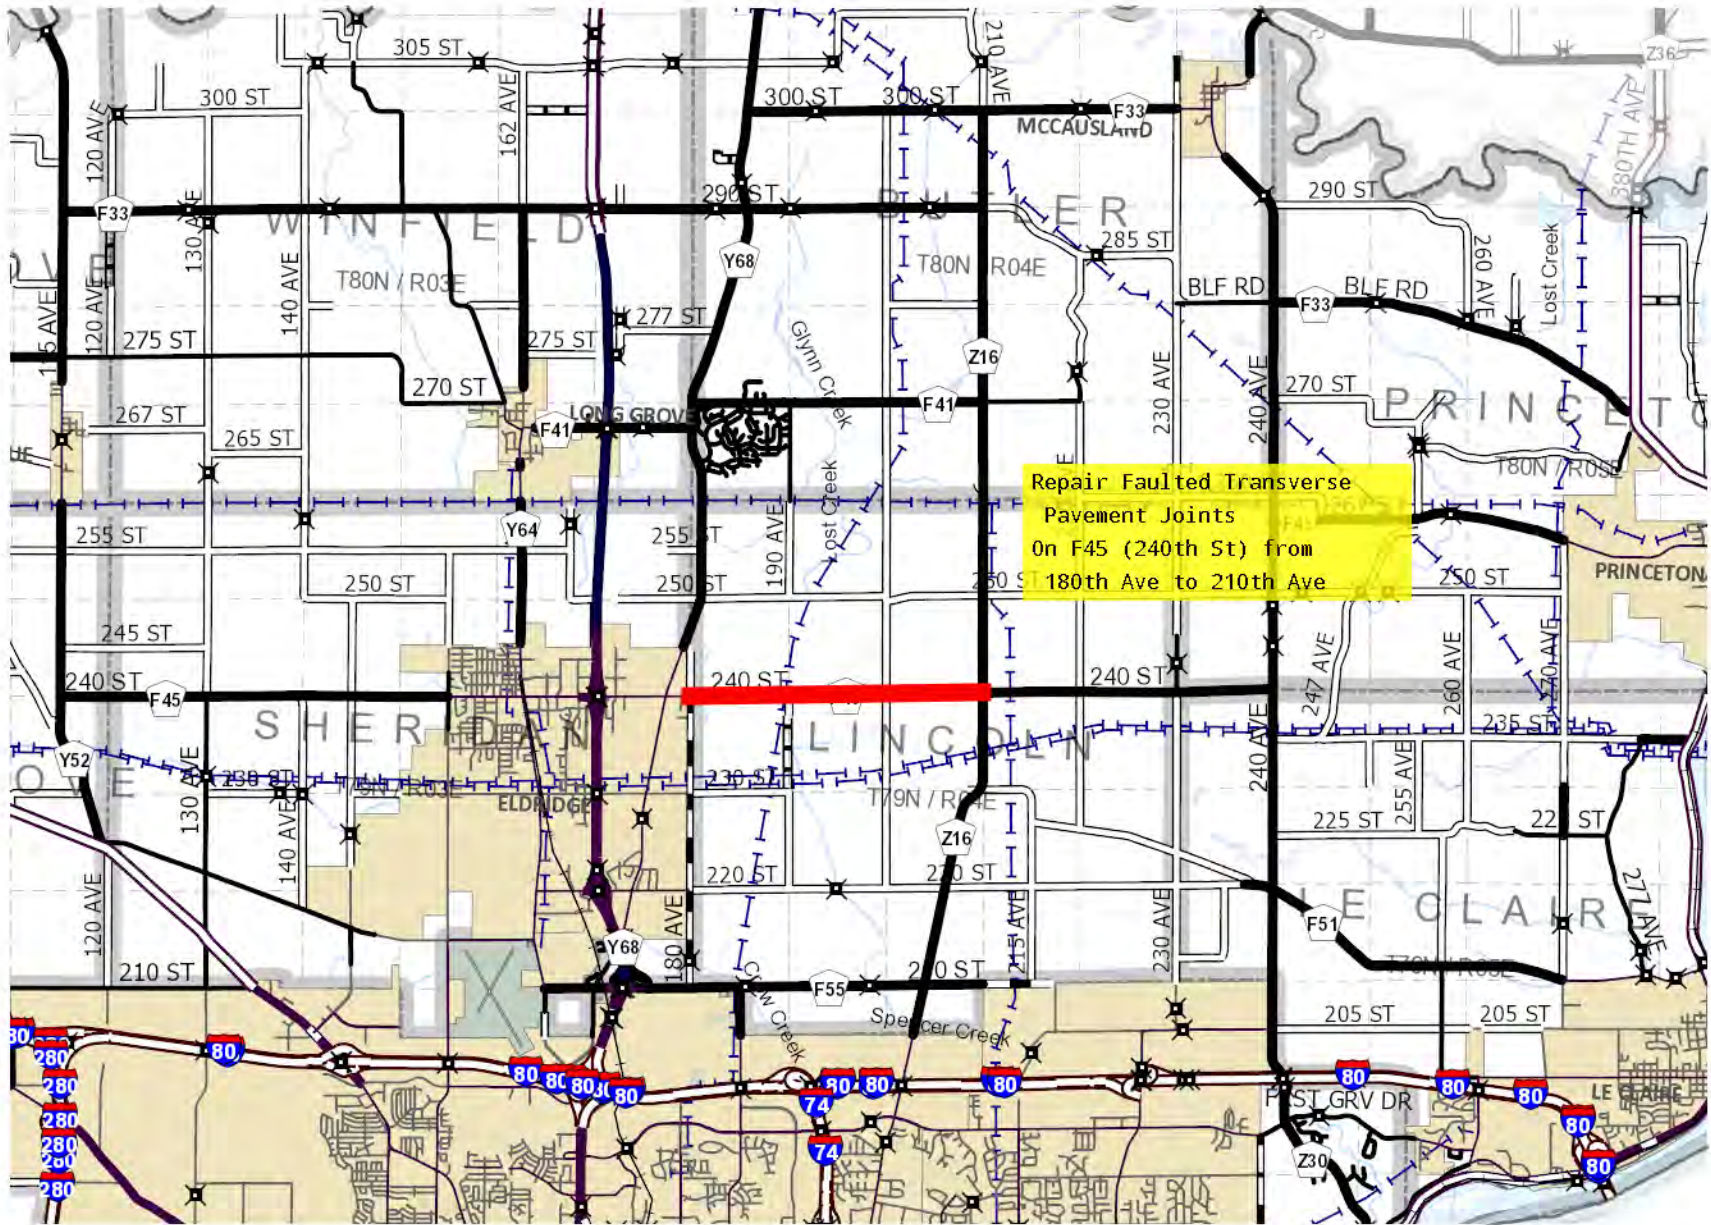 305 ST
210 AVE
Z36
120 AVE
300 ST
162 AVE
300 ST
300 ST
F33
MCCAUSLAND
380TH AVE
F33
130 AVE
290 ST
290 ST
WINFIELD
BUTLER
285 ST
Y68
260 AVE
Lost Creek
T80N / R03E
T80N / R04E
140 AVE
BLF RD
F33
BLF RD
115 AVE
120 AVE
275 ST
275 ST
277 ST
Glynn Creek
Z16
230 AVE
240 AVE
270 ST
270 ST
F41
267 ST
265 ST
F41
LONG GROVE
T80N / R05E
Repair Faulted Transverse
Pavement Joints
On F45 (240th St) from
180th Ave to 210th Ave
255 ST
Y64
255 ST
190 AVE
Lost Creek
250 ST
250 ST
250 ST
250 ST
PRINCETON
245 ST
240 ST
F45
240 ST
240 ST
247 AVE
260 AVE
270 AVE
SHERIDAN
LINCOLN
235 ST
Y52
130 AVE
230 ST
T79N / R04E
ELDRIDGE
240 AVE
255 AVE
140 AVE
Z16
225 ST
220 ST
220 ST
120 AVE
180 AVE
Y68
215 AVE
230 AVE
LE CLAIR
F51
277 AVE
210 ST
F55
Crow Creek
Spencer Creek
205 ST
205 ST
80
280
80
80
80
80
80
80
80
80
80
80
80
80
280
280
280
280
74
74
LE CLAIRE
Z30